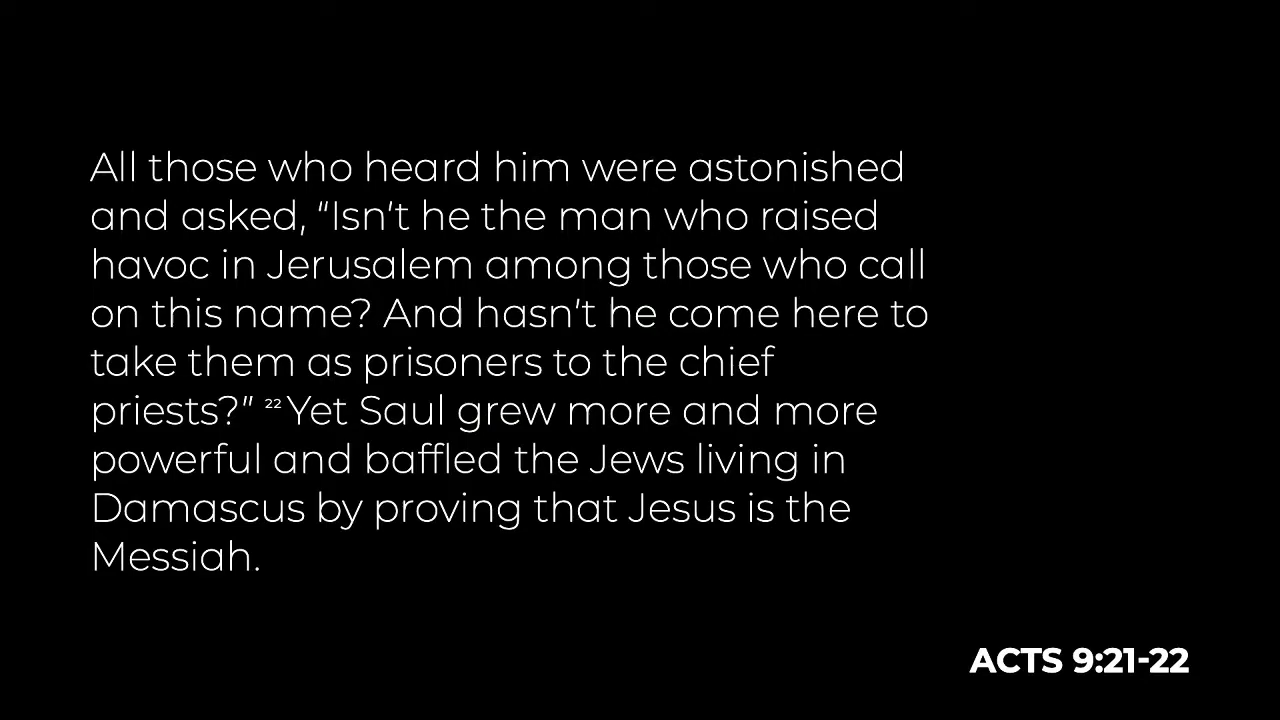 All those who heard him were astonished
and asked, “Isn’t he the man who raised
havoc in Jerusalem among those who call
on this name? And hasn’t he come here to
take them as prisoners to the chief
priests?” ²² Yet Saul grew more and more
powerful and baffled the Jews living in
Damascus by proving that Jesus is the
Messiah.
ACTS 9:21-22